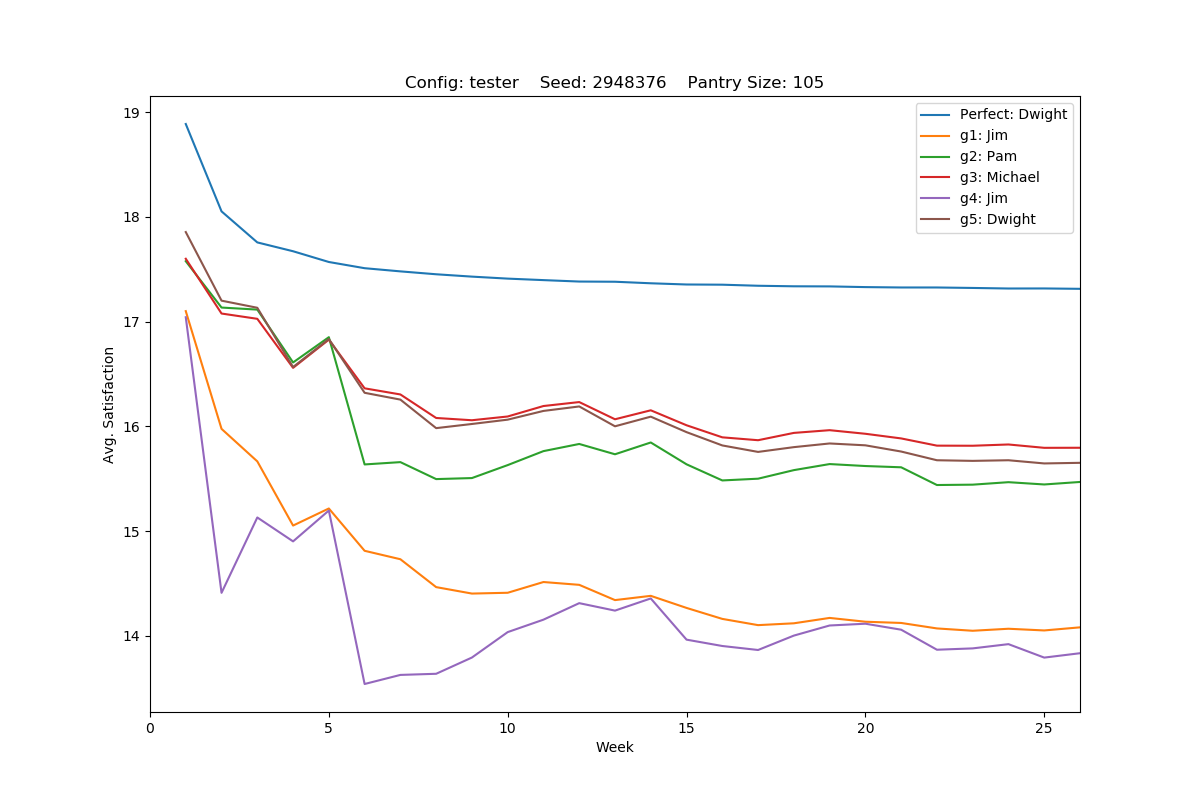 Config: tester    Seed: 2948376    Pantry Size: 105
Perfect: Dwight
g1: Jim
g2: Pam
g3: Michael
g4: Jim
g5: Dwight
19
18
17
16
15
14
Avg. Satisfaction
0 5 10 15 20 25
Week